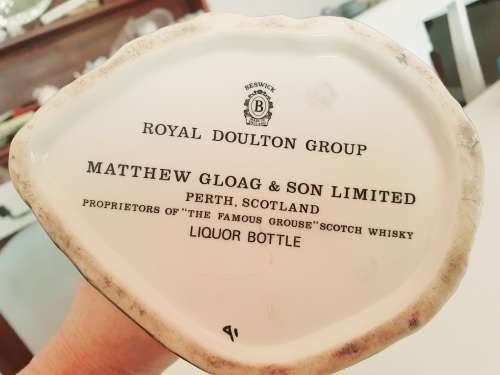 BESWICK
B
ROYAL DOULTON GROUP
MATTHEW GLOAG & SON LIMITED
PERTH, SCOTLAND
PROPRIETORS OF "THE FAMOUS GROUSE" SCOTCH WHISKY
LIQUOR BOTTLE